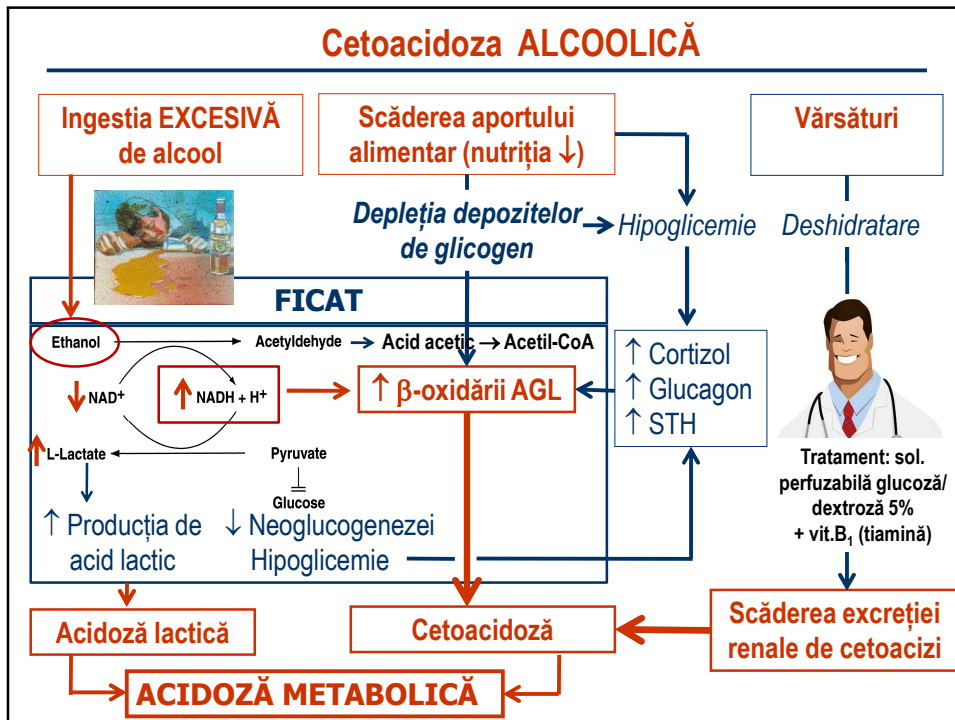 Cetoacidoza ALCOOLICĂ
Ingestia EXCESIVĂ
de alcool
Scăderea aportului
alimentar (nutriția ↓)
Vărsături
Depleția depozitelor
de glicogen
Hipoglicemie
Deshidratare
FICAT
Ethanol
Acetyldehyde
Acid acetic → Acetil-CoA
NAD⁺
↑ NADH + H⁺
↑ β-oxidării AGL
↑ Cortizol
↑ Glucagon
↑ STH
L-Lactate
Pyruvate
Glucose
↑ Producția de
acid lactic
↓ Neoglucogenezei
Hipoglicemie
Tratament: sol.
perfuzabilă glucoză/
dextroză 5%
+ vit.B₁ (tiamină)
Acidoză lactică
Cetoacidoză
Scăderea excreției
renale de cetoacizi
ACIDOZĂ METABOLICĂ